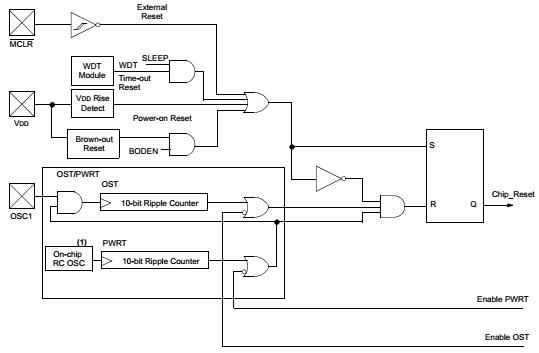 External
Reset
MCLR
WDT
Module
WDT
SLEEP
Time-out
Reset
VDD Rise
Detect
VDD
Power-on Reset
Brown-out
Reset
BODEN
OST/PWRT
OST
10-bit Ripple Counter
OSC1
(1)
On-chip
RC OSC
PWRT
10-bit Ripple Counter
S
R
Q
Chip_Reset
Enable PWRT
Enable OST